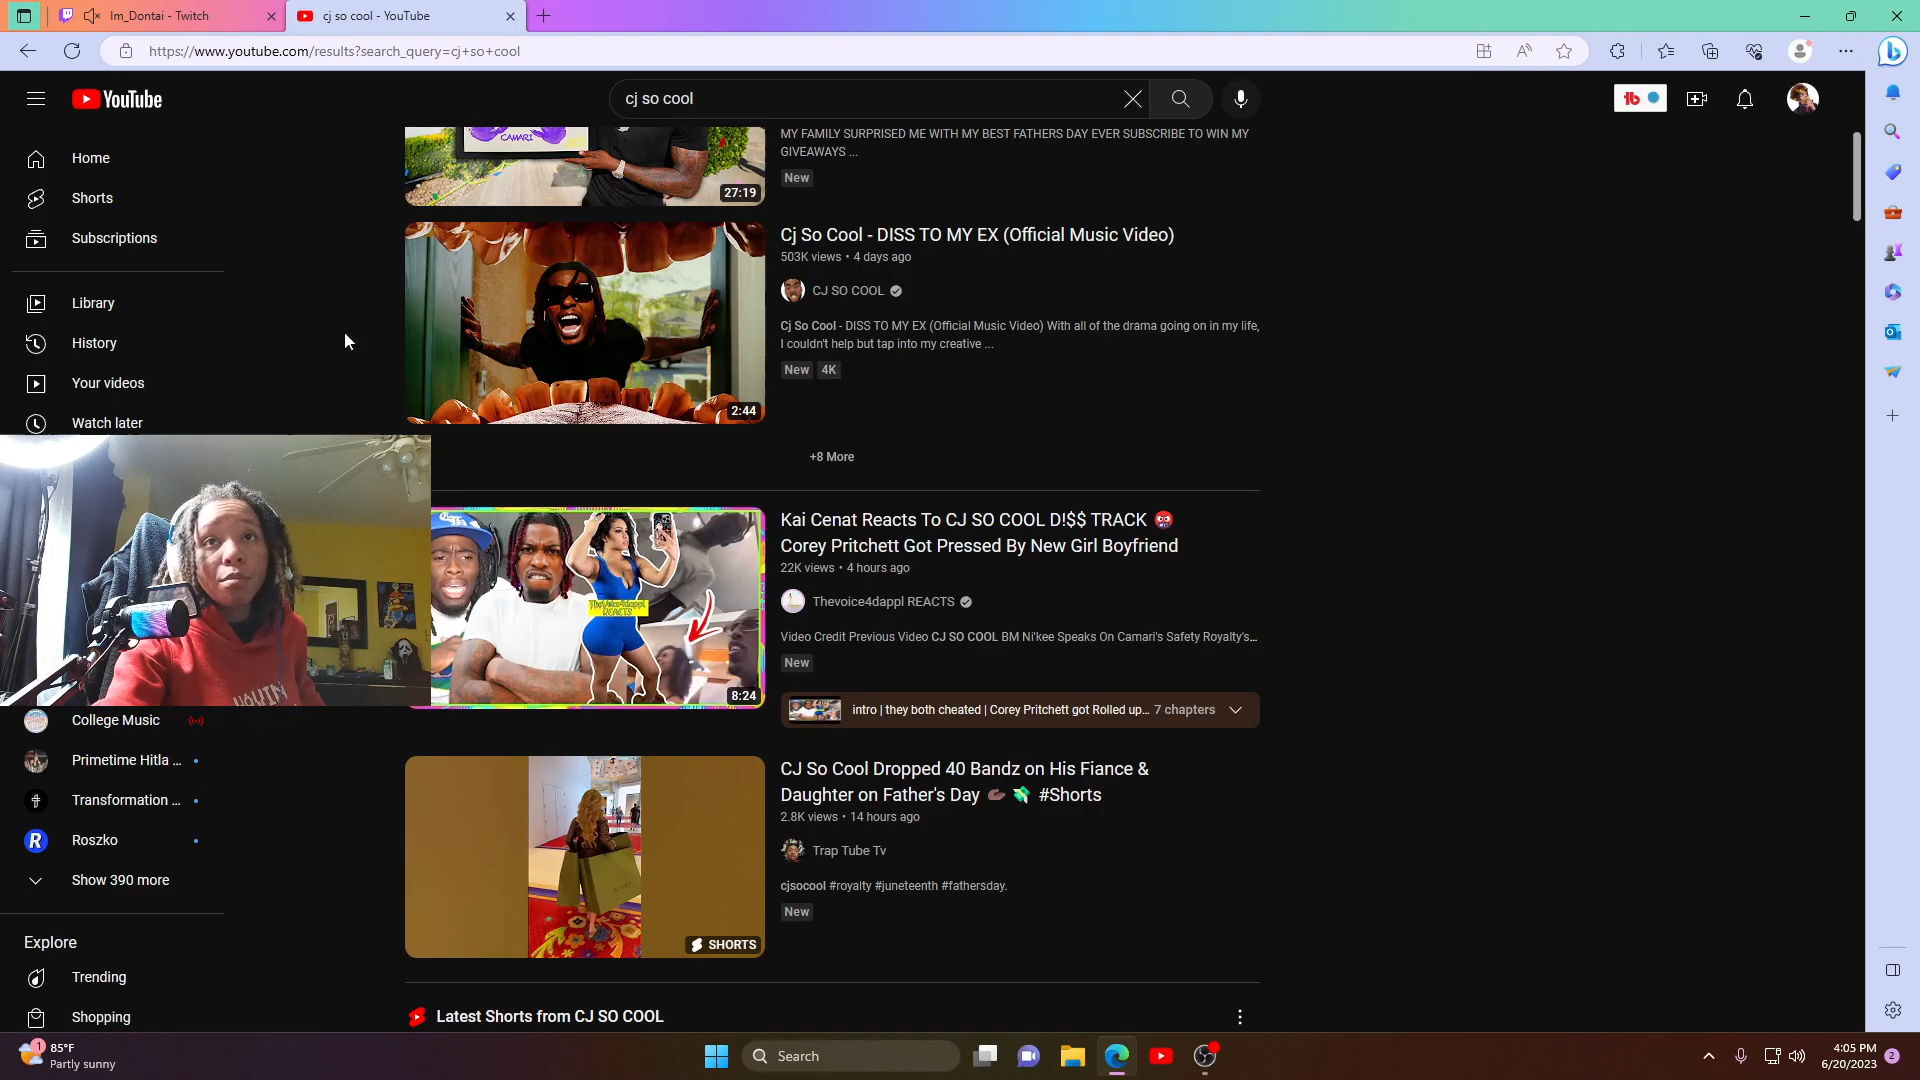 Im_Dontai - Twitch
cj so cool - YouTube
https://www.youtube.com/results?search_query=cj+so+cool
YouTube
cj so cool
Home
Shorts
Subscriptions
Library
History
Your videos
Watch later
College Music
Primetime Hitla ...
Transformation ...
Roszko
Show 390 more
Explore
Trending
Shopping
CAMARI
27:19
MY FAMILY SURPRISED ME WITH MY BEST FATHERS DAY EVER SUBSCRIBE TO WIN MY
GIVEAWAYS ...
New
2:44
Cj So Cool - DISS TO MY EX (Official Music Video)
503K views • 4 days ago
CJ SO COOL
Cj So Cool - DISS TO MY EX (Official Music Video) With all of the drama going on in my life,
I couldn't help but tap into my creative ...
New 4K
+8 More
TheVoice4dappl
REACTS
8:24
Kai Cenat Reacts To CJ SO COOL D!$$ TRACK
Corey Pritchett Got Pressed By New Girl Boyfriend
22K views • 4 hours ago
Thevoice4dappl REACTS
Video Credit Previous Video CJ SO COOL BM Ni'kee Speaks On Camari's Safety Royalty's...
New
intro | they both cheated | Corey Pritchett got Rolled up... 7 chapters
SHORTS
CJ So Cool Dropped 40 Bandz on His Fiance &
Daughter on Father's Day #Shorts
2.8K views • 14 hours ago
Trap Tube Tv
cjsocool #royalty #juneteenth #fathersday.
New
Latest Shorts from CJ SO COOL
1
85°F
Partly sunny
Search
4:05 PM
6/20/2023
2